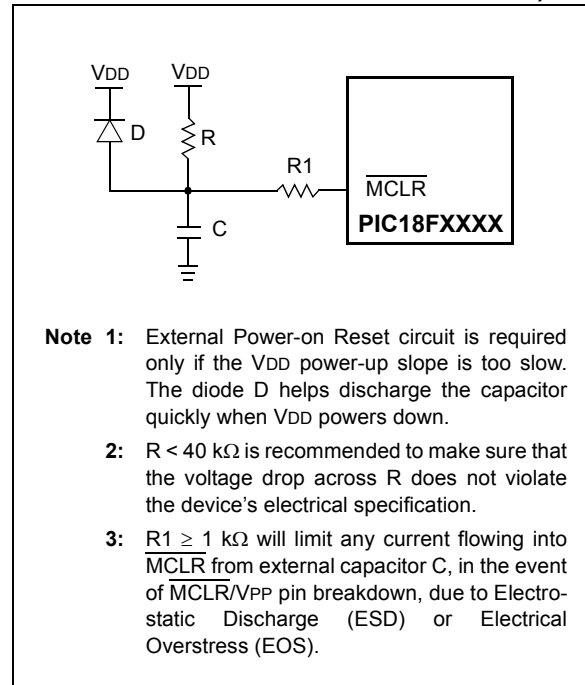 VDD
VDD
D
R
R1
MCLR
PIC18FXXXX
C
Note 1: External Power-on Reset circuit is required
only if the VDD power-up slope is too slow.
The diode D helps discharge the capacitor
quickly when VDD powers down.
2: R < 40 kΩ is recommended to make sure that
the voltage drop across R does not violate
the device's electrical specification.
3: R1 ≥ 1 kΩ will limit any current flowing into
MCLR from external capacitor C, in the event
of MCLR/VPP pin breakdown, due to Electro-
static Discharge (ESD) or Electrical
Overstress (EOS).